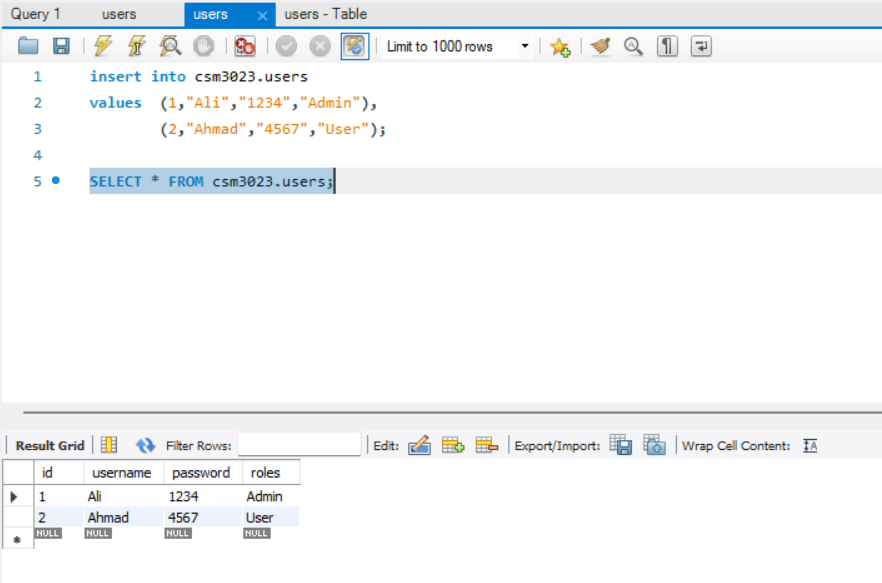 Query 1 users users users - Table
Limit to 1000 rows
1 insert into csm3023.users
2 values (1,"Ali","1234","Admin"),
3 (2,"Ahmad","4567","User");
4
5 SELECT * FROM csm3023.users;
Result Grid Filter Rows: Edit: Export/Import: Wrap Cell Content: IA
id username password roles
1 Ali 1234 Admin
2 Ahmad 4567 User
NULL NULL NULL NULL